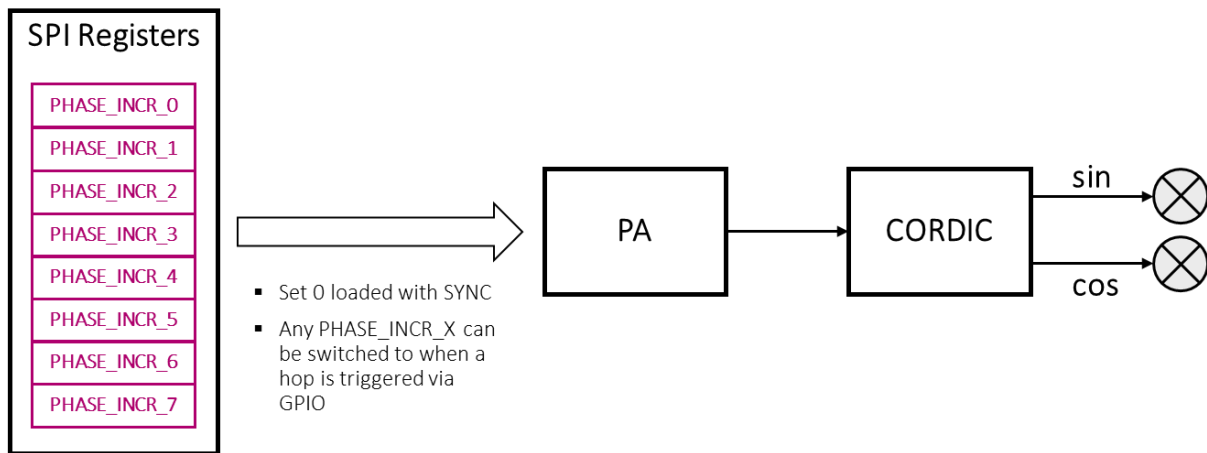 SPI Registers
PHASE_INCR_0
PHASE_INCR_1
PHASE_INCR_2
PHASE_INCR_3
PHASE_INCR_4
PHASE_INCR_5
PHASE_INCR_6
PHASE_INCR_7
▪ Set 0 loaded with SYNC
▪ Any PHASE_INCR_X can
be switched to when a
hop is triggered via
GPIO
PA
CORDIC
sin
cos